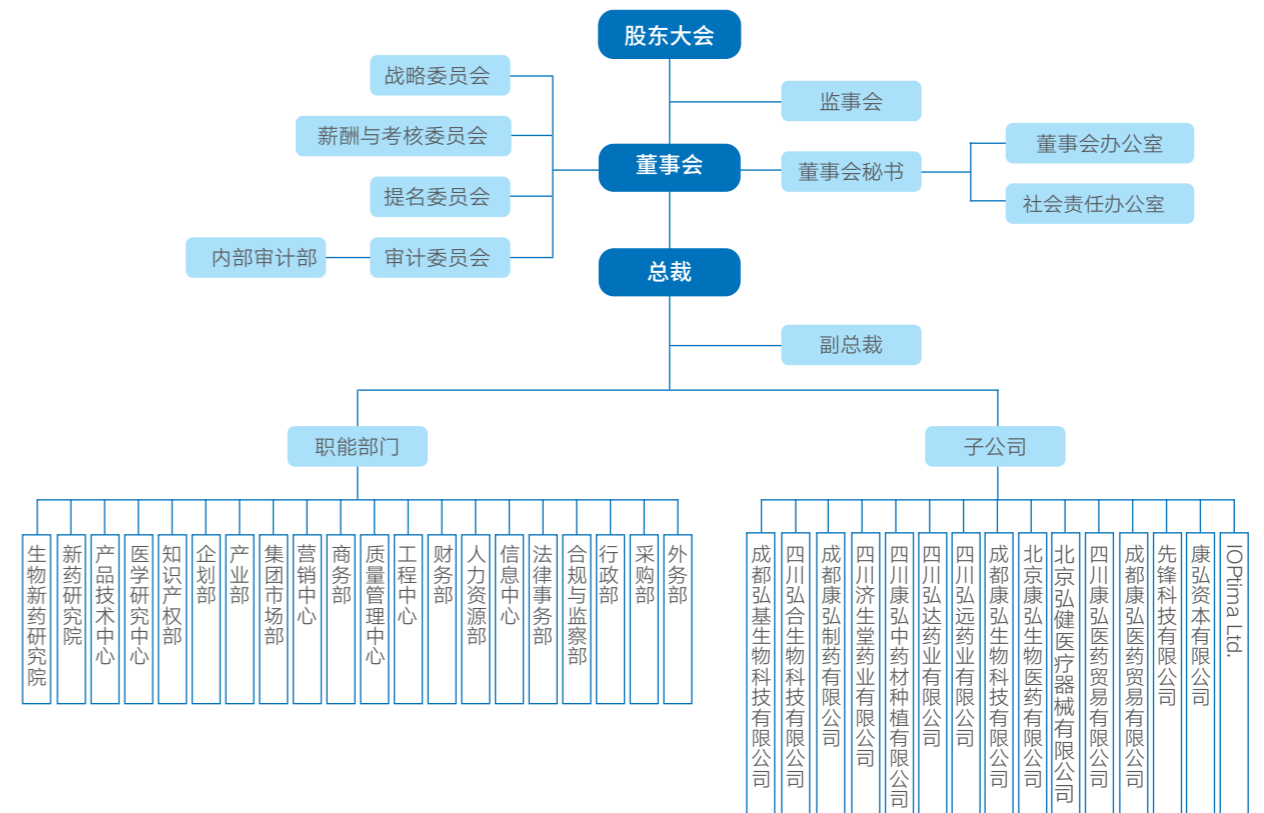 股东大会
战略委员会
监事会
薪酬与考核委员会
董事会
董事会秘书
董事会办公室
提名委员会
社会责任办公室
内部审计部
审计委员会
总裁
副总裁
职能部门
子公司
生物新药研究院
新药研究院
产品技术中心
医学研究中心
知识产权部
企划部
产业部
集团市场部
营销中心
商务部
质量管理中心
工程中心
财务部
人力资源部
信息中心
法律事务部
合规与监察部
行政部
采购部
外务部
成都弘基生物科技有限公司
四川弘合生物科技有限公司
成都康弘制药有限公司
四川济生堂药业有限公司
四川康弘中药材种植有限公司
四川弘达药业有限公司
四川弘远药业有限公司
成都康弘生物科技有限公司
北京康弘生物医药有限公司
北京弘健医疗器械有限公司
四川康弘医药贸易有限公司
成都康弘医药贸易有限公司
先锋科技有限公司
康弘资本有限公司
IOPtima Ltd.